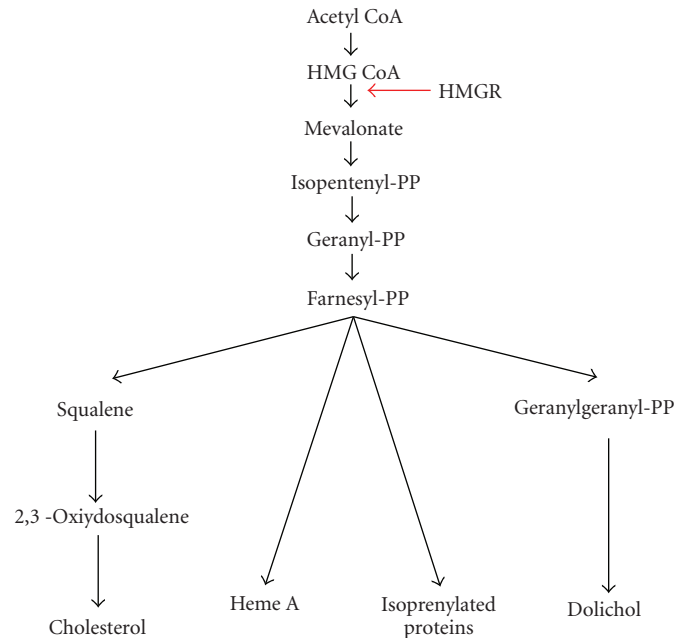 Acetyl CoA
HMG CoA
HMGR
Mevalonate
Isopentenyl-PP
Geranyl-PP
Farnesyl-PP
Squalene
Geranylgeranyl-PP
2,3 -Oxiydosqualene
Cholesterol
Heme A
Isoprenylated
proteins
Dolichol